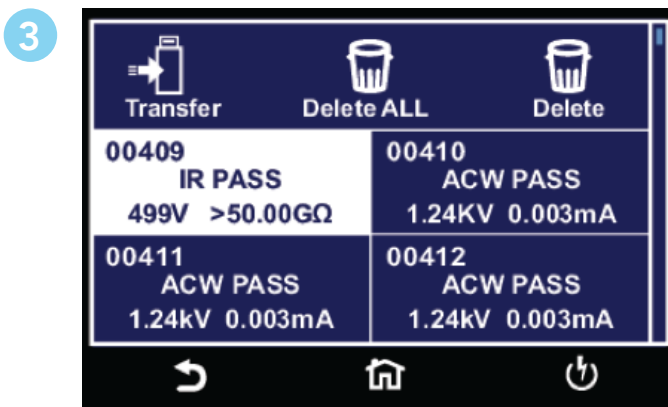 3
Transfer Delete ALL Delete
00409
IR PASS
499V >50.00GΩ
00410
ACW PASS
1.24KV 0.003mA
00411
ACW PASS
1.24kV 0.003mA
00412
ACW PASS
1.24kV 0.003mA